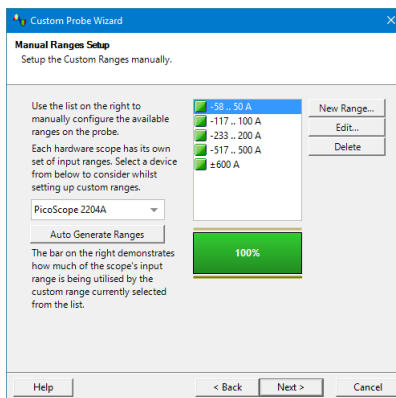 Custom Probe Wizard
Manual Ranges Setup
Setup the Custom Ranges manually.
Use the list on the right to
manually configure the available
ranges on the probe.
Each hardware scope has its own
set of input ranges. Select a device
from below to consider whilst
setting up custom ranges.
PicoScope 2204A
Auto Generate Ranges
The bar on the right demonstrates
how much of the scope's input
range is being utilised by the
custom range currently selected
from the list.
-58 .. 50 A
-117 .. 100 A
-233 .. 200 A
-517 .. 500 A
±600 A
100%
New Range...
Edit...
Delete
Help
< Back
Next >
Cancel